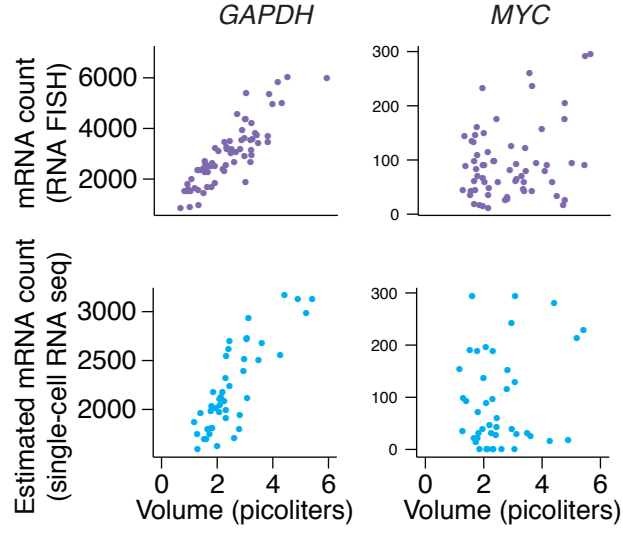 GAPDH
MYC
mRNA count
(RNA FISH)
6000
4000
2000
300
200
100
0
Estimated mRNA count
(single-cell RNA seq)
3000
2500
2000
300
200
100
0
0 2 4 6
0 2 4 6
Volume (picoliters)
Volume (picoliters)